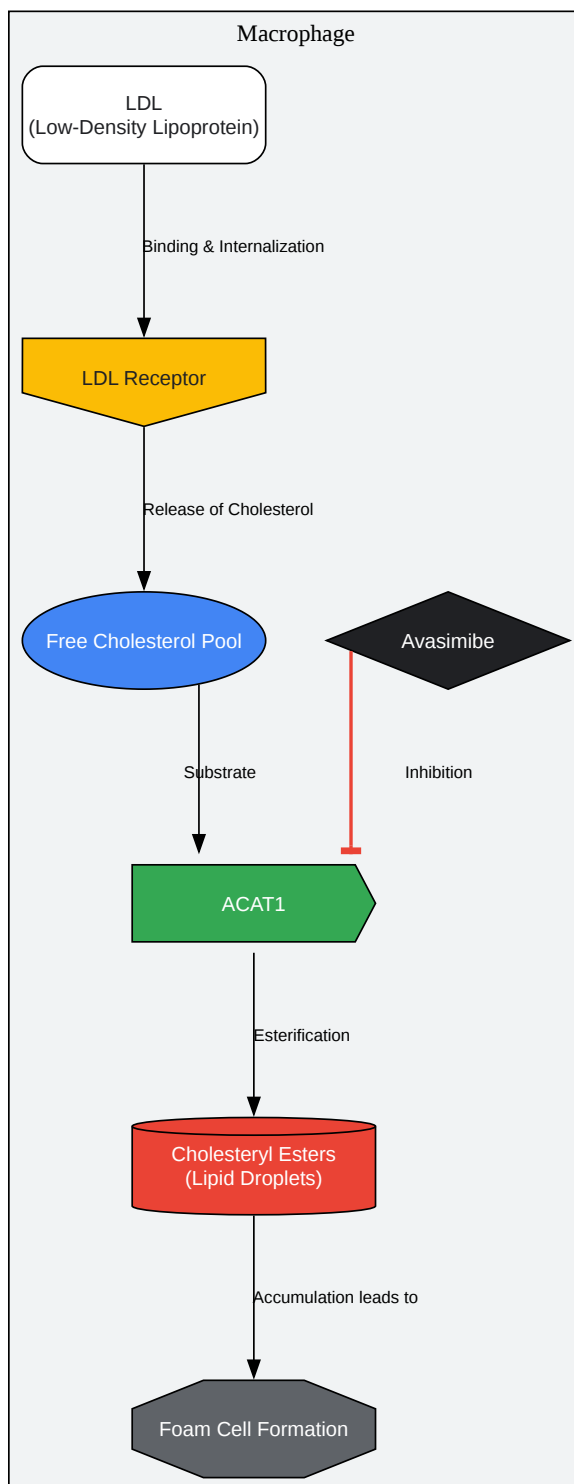 Macrophage
LDL
(Low-Density Lipoprotein)
Binding & Internalization
LDL Receptor
Release of Cholesterol
Free Cholesterol Pool
Avasimibe
Substrate
Inhibition
ACAT1
Esterification
Cholesteryl Esters
(Lipid Droplets)
Accumulation leads to
Foam Cell Formation